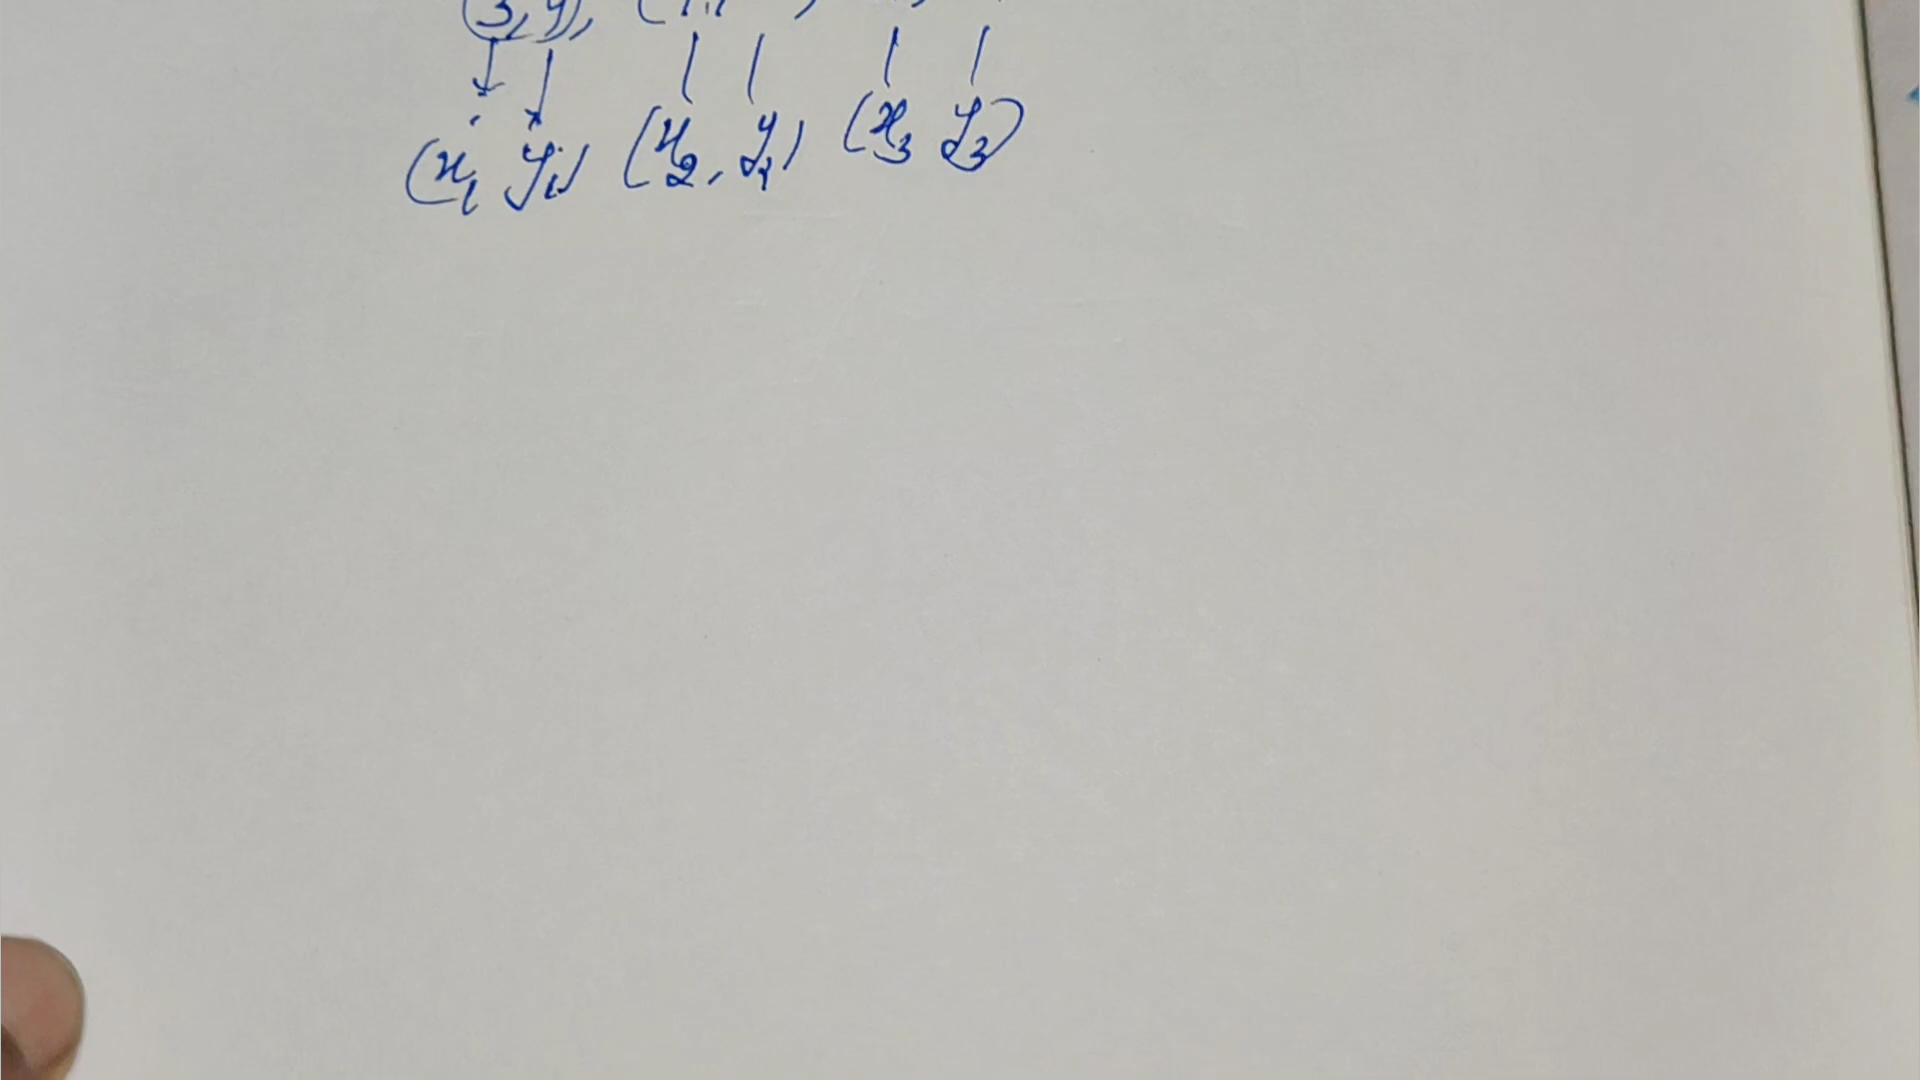 (3,4),
(x₁ y₁) (x₂, y₂) (x₃ y₃)